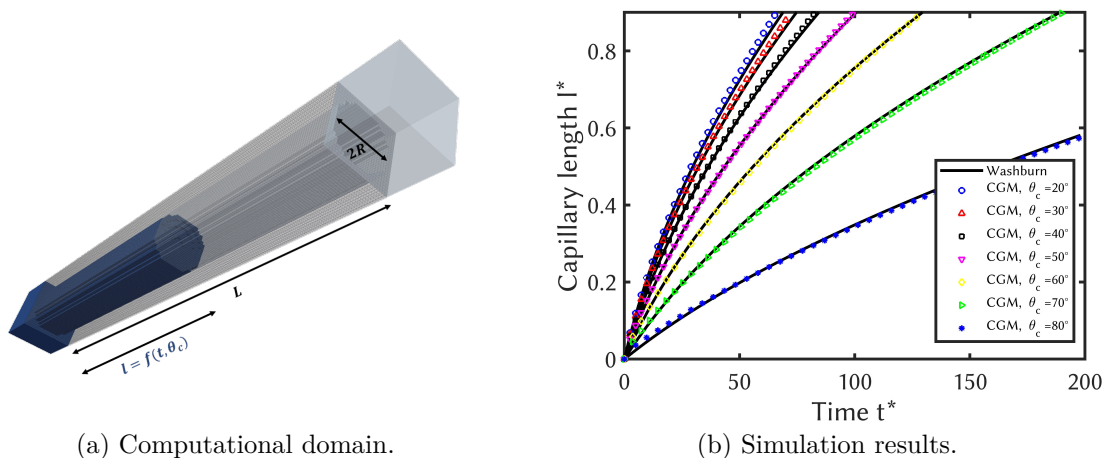 2R
L
l = f(t,θc)
(a) Computational domain.
Capillary length l*
0.8
0.6
0.4
0.2
0
0
50
100
150
200
Time t*
Washburn
CGM, θc=20°
CGM, θc=30°
CGM, θc=40°
CGM, θc=50°
CGM, θc=60°
CGM, θc=70°
CGM, θc=80°
(b) Simulation results.